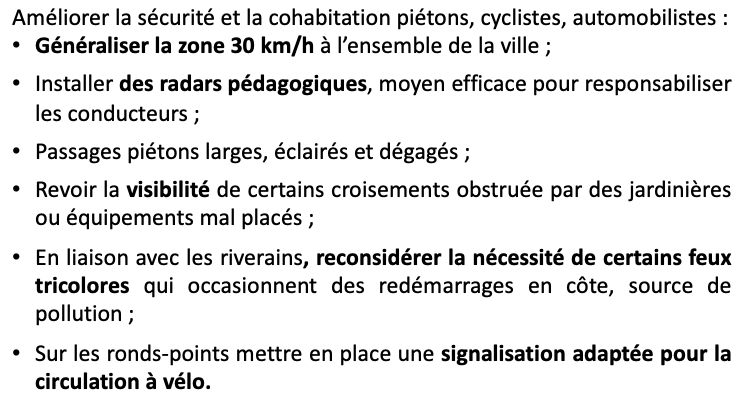 Améliorer la sécurité et la cohabitation piétons, cyclistes, automobilistes :
• Généraliser la zone 30 km/h à l’ensemble de la ville ;
• Installer des radars pédagogiques, moyen efficace pour responsabiliser
les conducteurs ;
• Passages piétons larges, éclairés et dégagés ;
• Revoir la visibilité de certains croisements obstruée par des jardinières
ou équipements mal placés ;
• En liaison avec les riverains, reconsidérer la nécessité de certains feux
tricolores qui occasionnent des redémarrages en côte, source de
pollution ;
• Sur les ronds-points mettre en place une signalisation adaptée pour la
circulation à vélo.